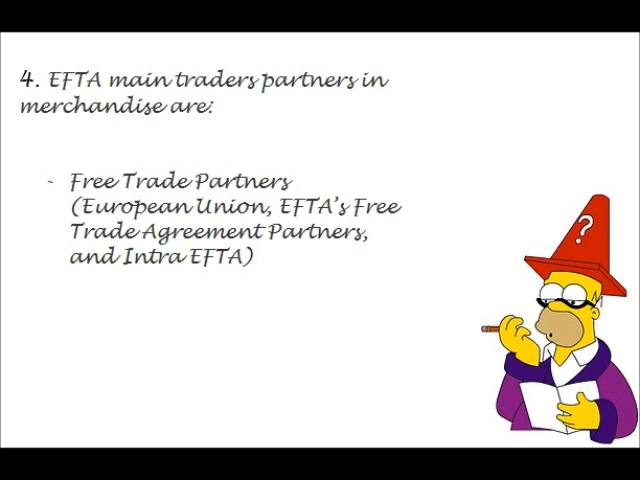 4. EFTA main traders partners in
merchandise are:
- Free Trade Partners
(European Union, EFTA's Free
Trade Agreement Partners,
and Intra EFTA)
?